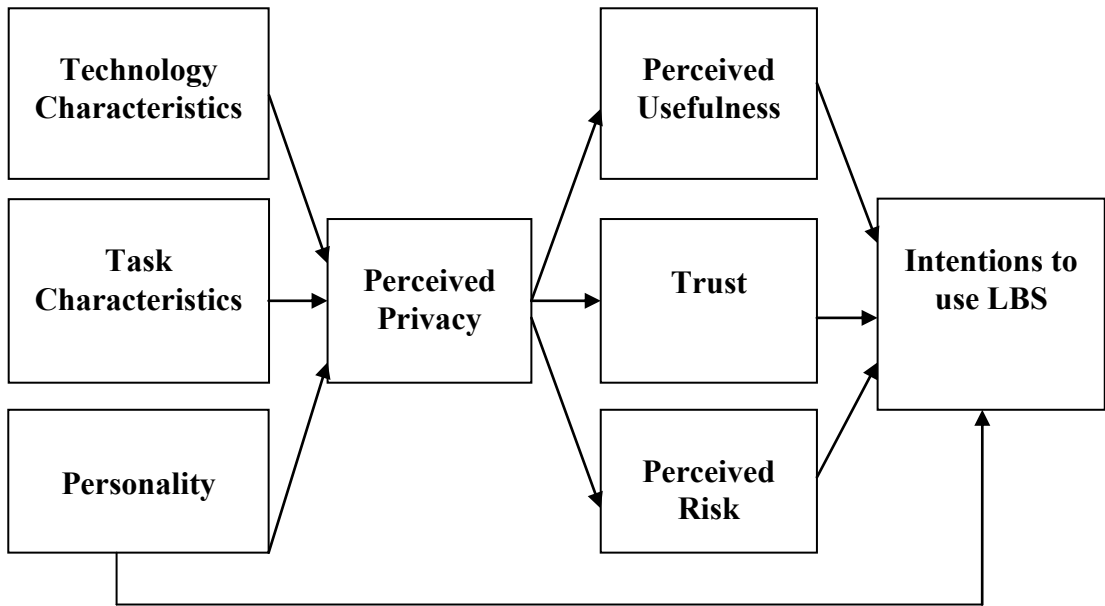 Technology
Characteristics
Task
Characteristics
Personality
Perceived
Privacy
Perceived
Usefulness
Trust
Perceived
Risk
Intentions to
use LBS